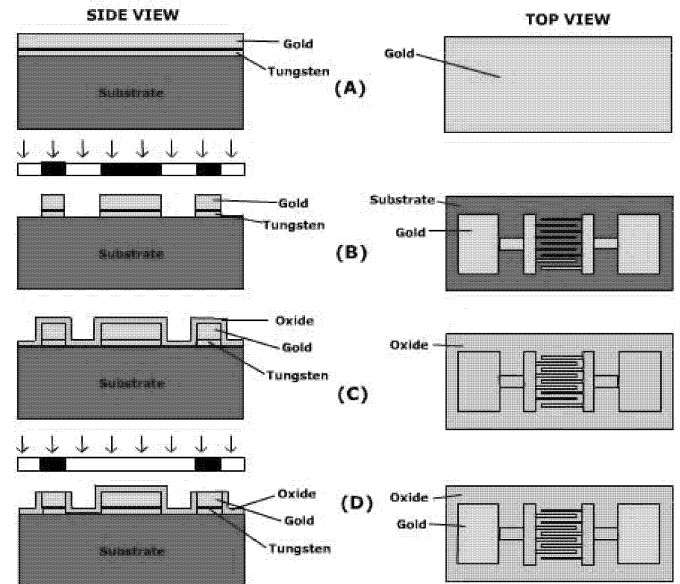 SIDE VIEW
TOP VIEW
Gold
Tungsten
Substrate
(A)
Gold
Gold
Tungsten
Substrate
(B)
Substrate
Gold
Oxide
Gold
Tungsten
Substrate
(C)
Oxide
Oxide
Gold
Tungsten
Substrate
(D)
Oxide
Gold